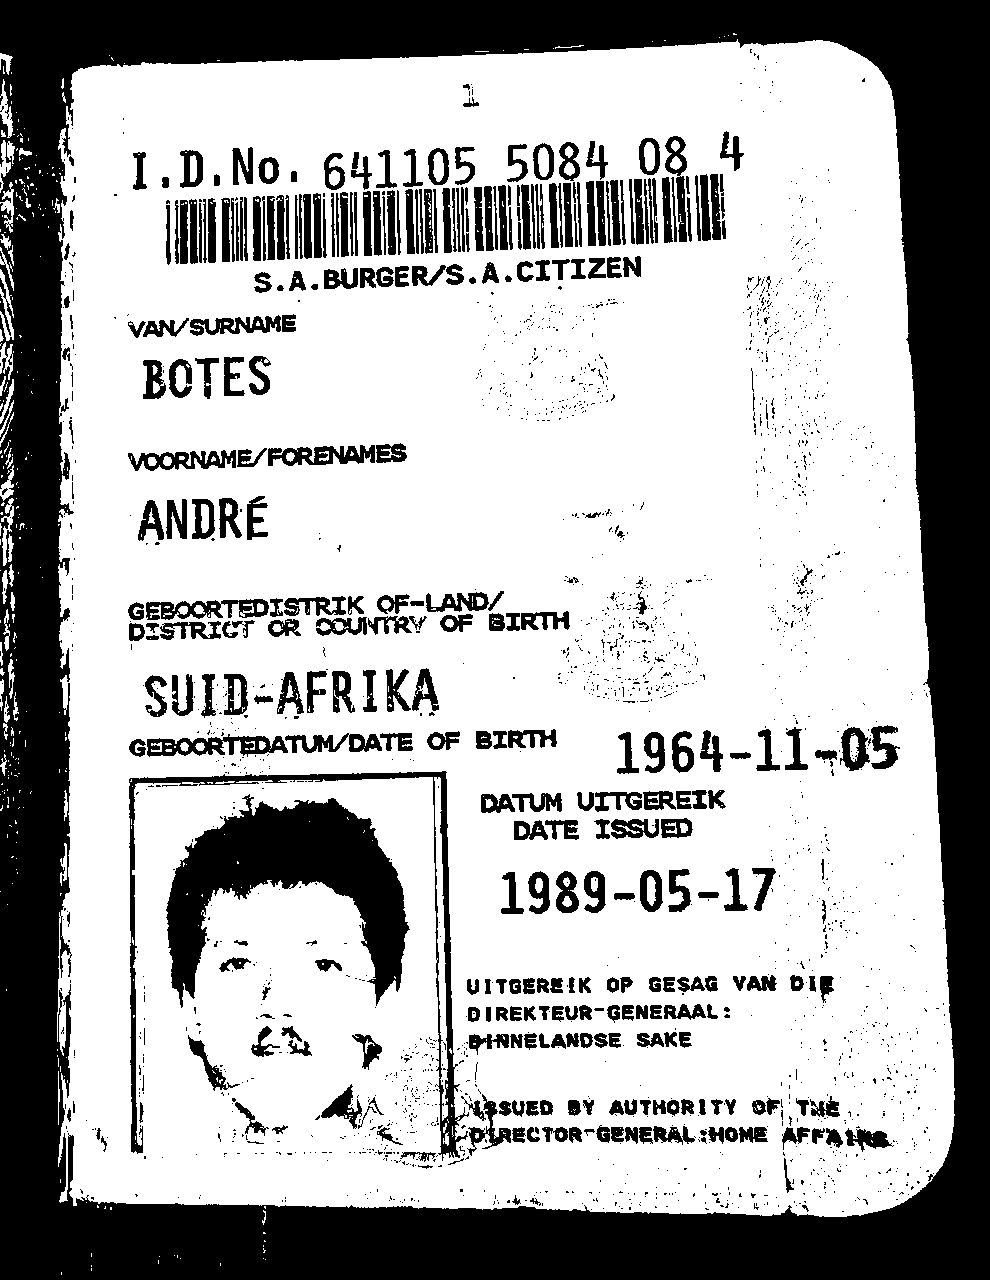 1
I.D.No. 641105 5084 08 4
S.A.BURGER/S.A.CITIZEN
VAN/SURNAME
BOTES
VOORNAME/FORENAMES
ANDRÉ
GEBOORTEDISTRIK OF-LAND/
DISTRICT OR COUNTRY OF BIRTH
SUID-AFRIKA
GEBOORTEDATUM/DATE OF BIRTH
1964-11-05
DATUM UITGEREIK
DATE ISSUED
1989-05-17
UITGEREIK OP GESAG VAN DIE
DIREKTEUR-GENERAAL:
BINNELANDSE SAKE
ISSUED BY AUTHORITY OF THE
DIRECTOR-GENERAL:HOME AFFAIRS